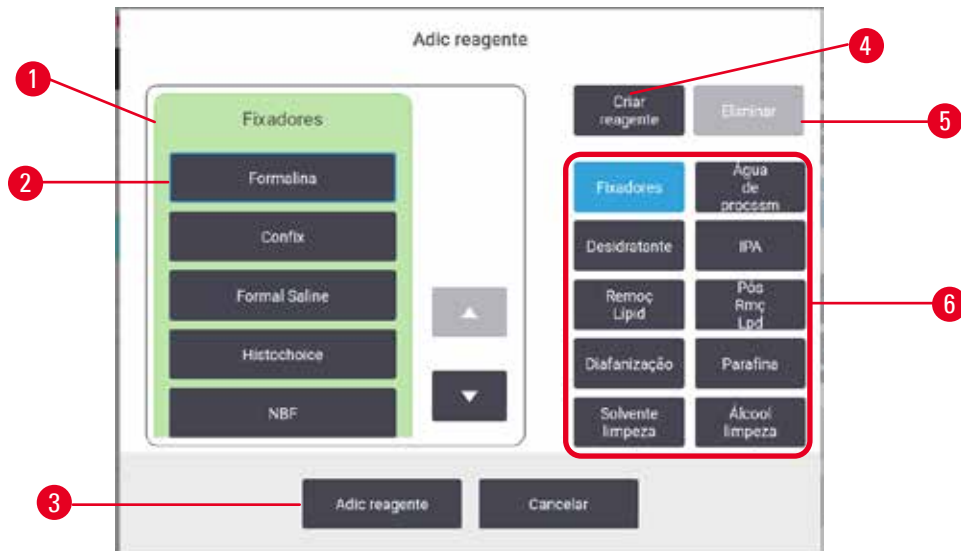 Adic reagente
4
1
Criar
reagente
Eliminar
5
Fixadores
2
Formalina
Fixadores
Água
de
procssm
Confix
Desidratante
IPA
Formal Saline
Remoç
Lipid
Pós
Rmç
Lpd
6
Histochoice
Diafanização
Parafina
NBF
Solvente
limpeza
Álcool
limpeza
3
Adic reagente
Cancelar